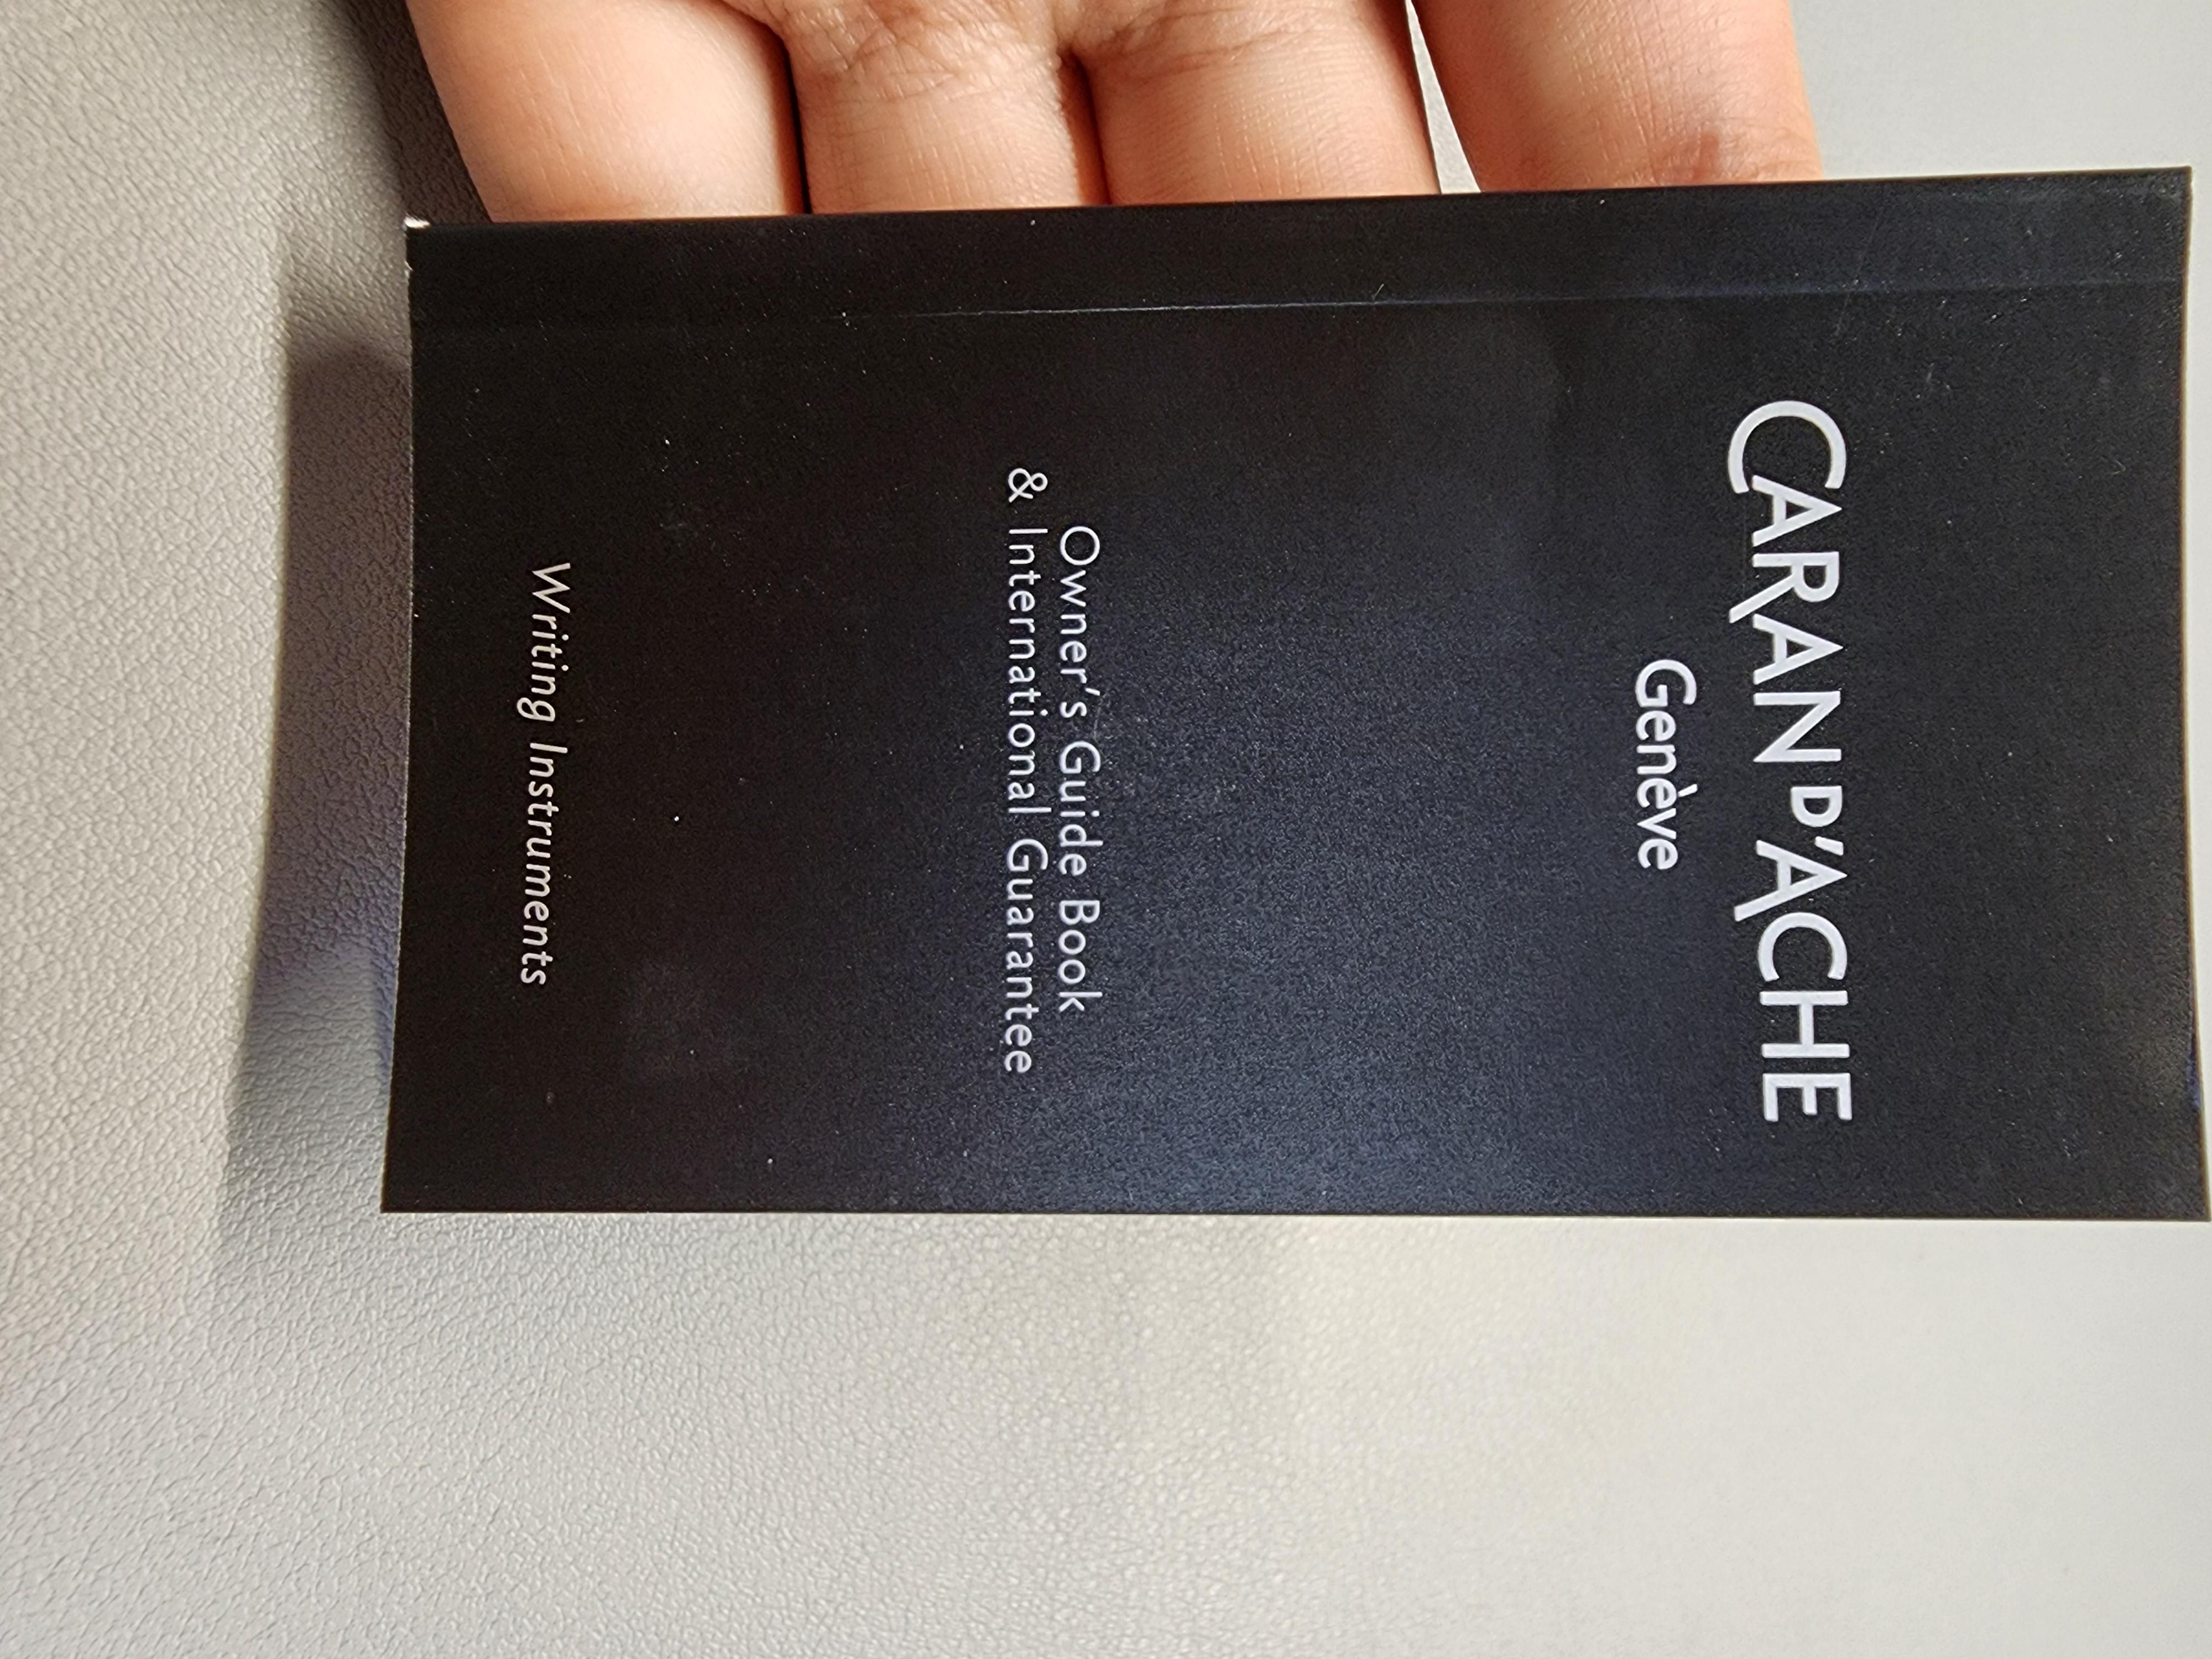 CARAN D'ACHE
Genève
Owner's Guide Book
& International Guarantee
Writing Instruments